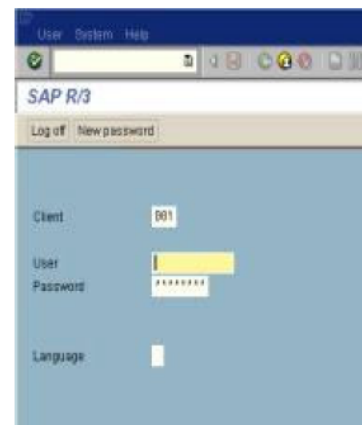 User System Help
SAP R/3
Log off New password
Client 001
User
Password ********
Language